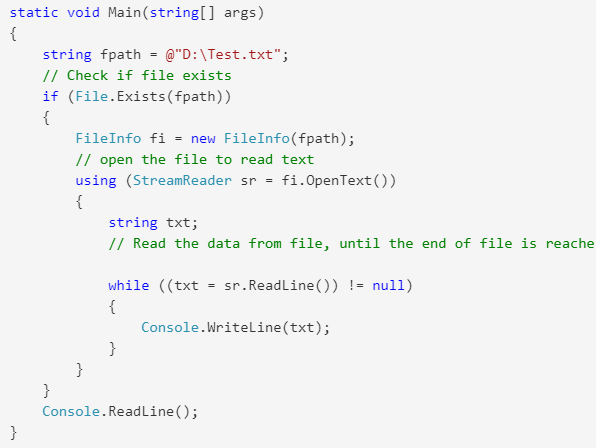 static void Main(string[] args)
{
    string fpath = @"D:\Test.txt";
    // Check if file exists
    if (File.Exists(fpath))
    {
        FileInfo fi = new FileInfo(fpath);
        // open the file to read text
        using (StreamReader sr = fi.OpenText())
        {
            string txt;
            // Read the data from file, until the end of file is reache
            while ((txt = sr.ReadLine()) != null)
            {
                Console.WriteLine(txt);
            }
        }
    }
    Console.ReadLine();
}